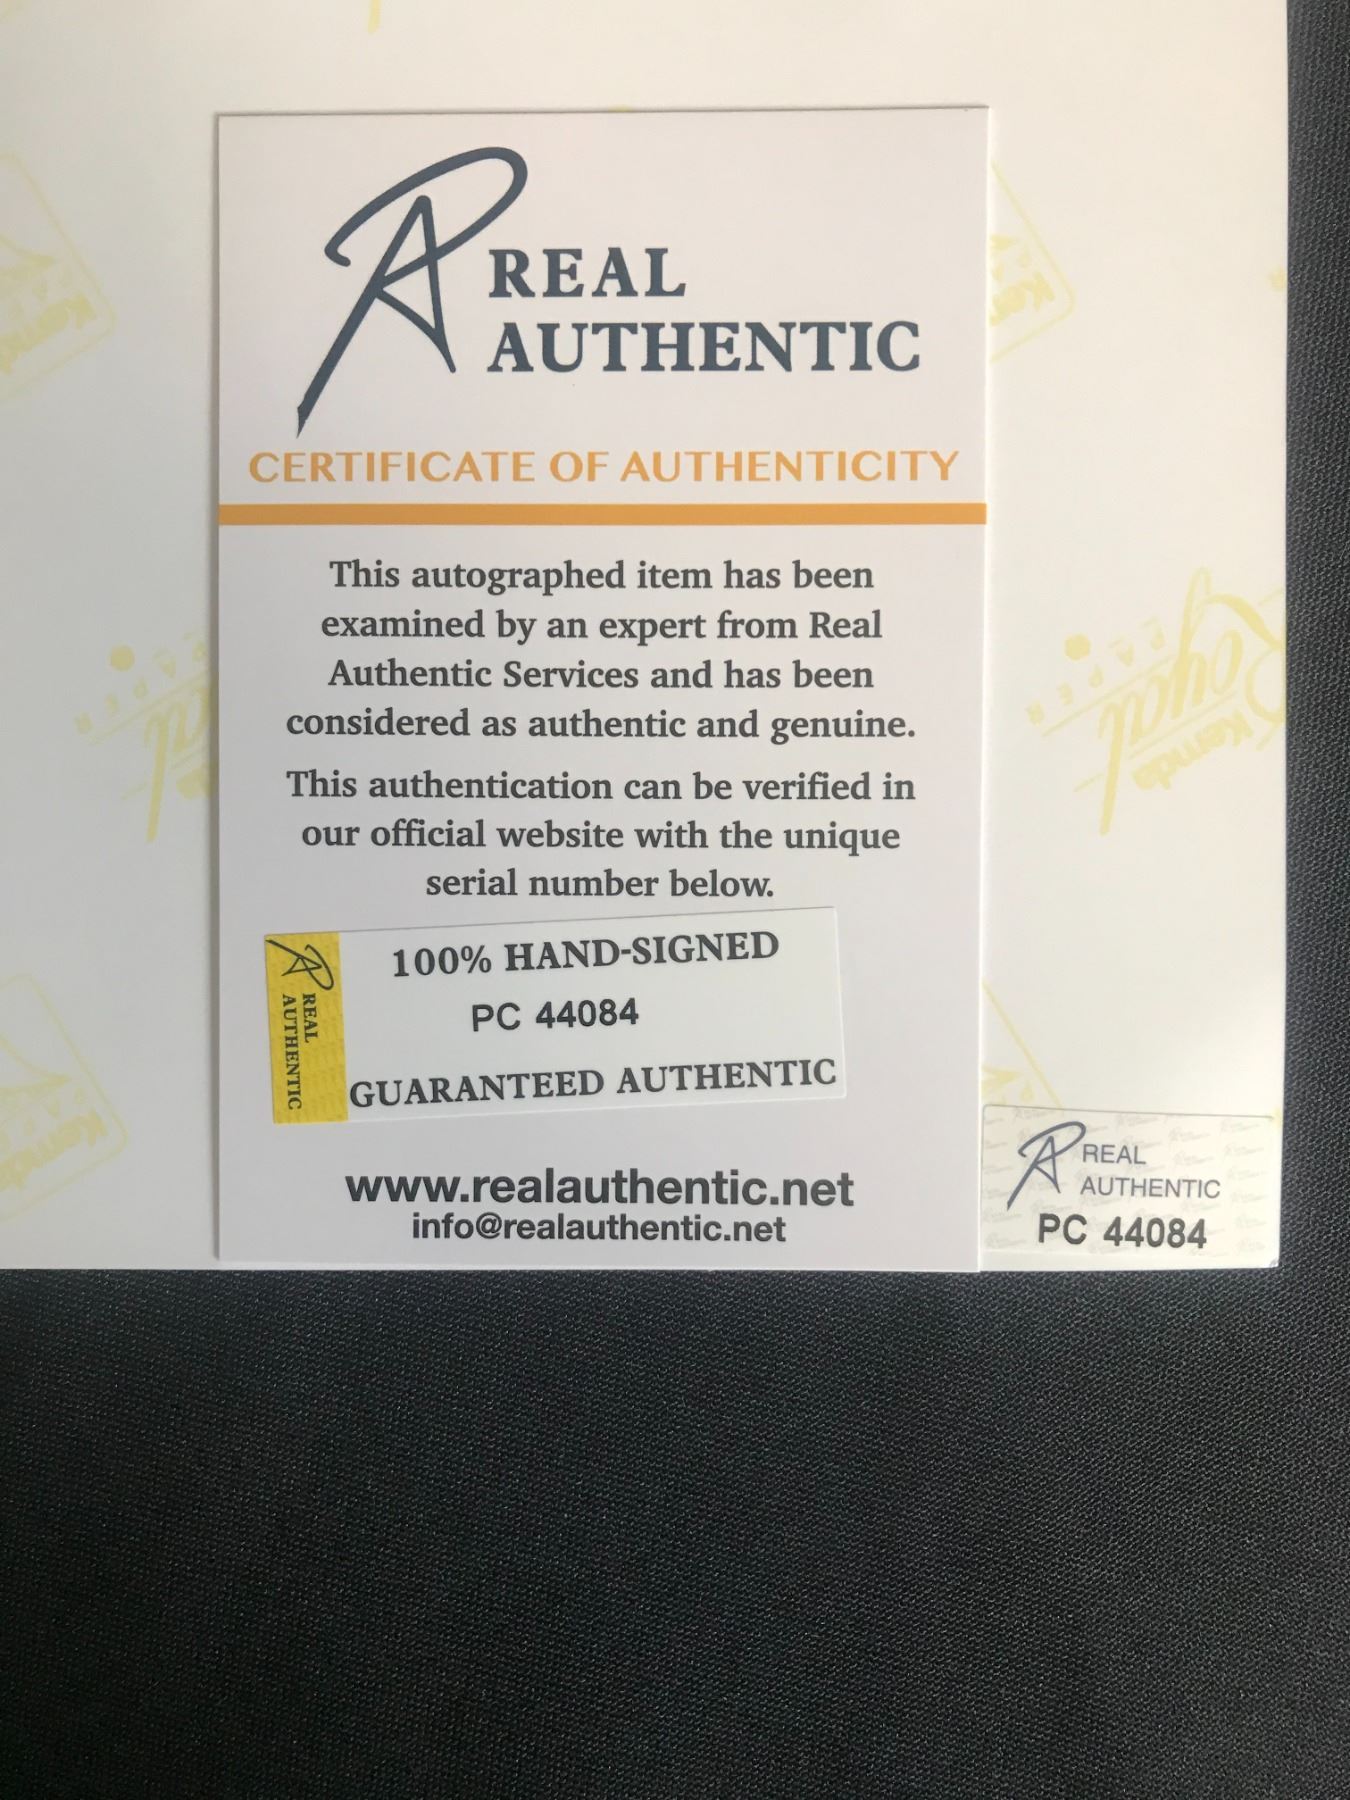 REAL
AUTHENTIC
CERTIFICATE OF AUTHENTICITY
This autographed item has been
examined by an expert from Real
Authentic Services and has been
considered as authentic and genuine.
This authentication can be verified in
our official website with the unique
serial number below.
REAL
AUTHENTIC
100% HAND-SIGNED
PC 44084
GUARANTEED AUTHENTIC
www.realauthentic.net
info@realauthentic.net
REAL
AUTHENTIC
PC 44084
Royal
PAPER